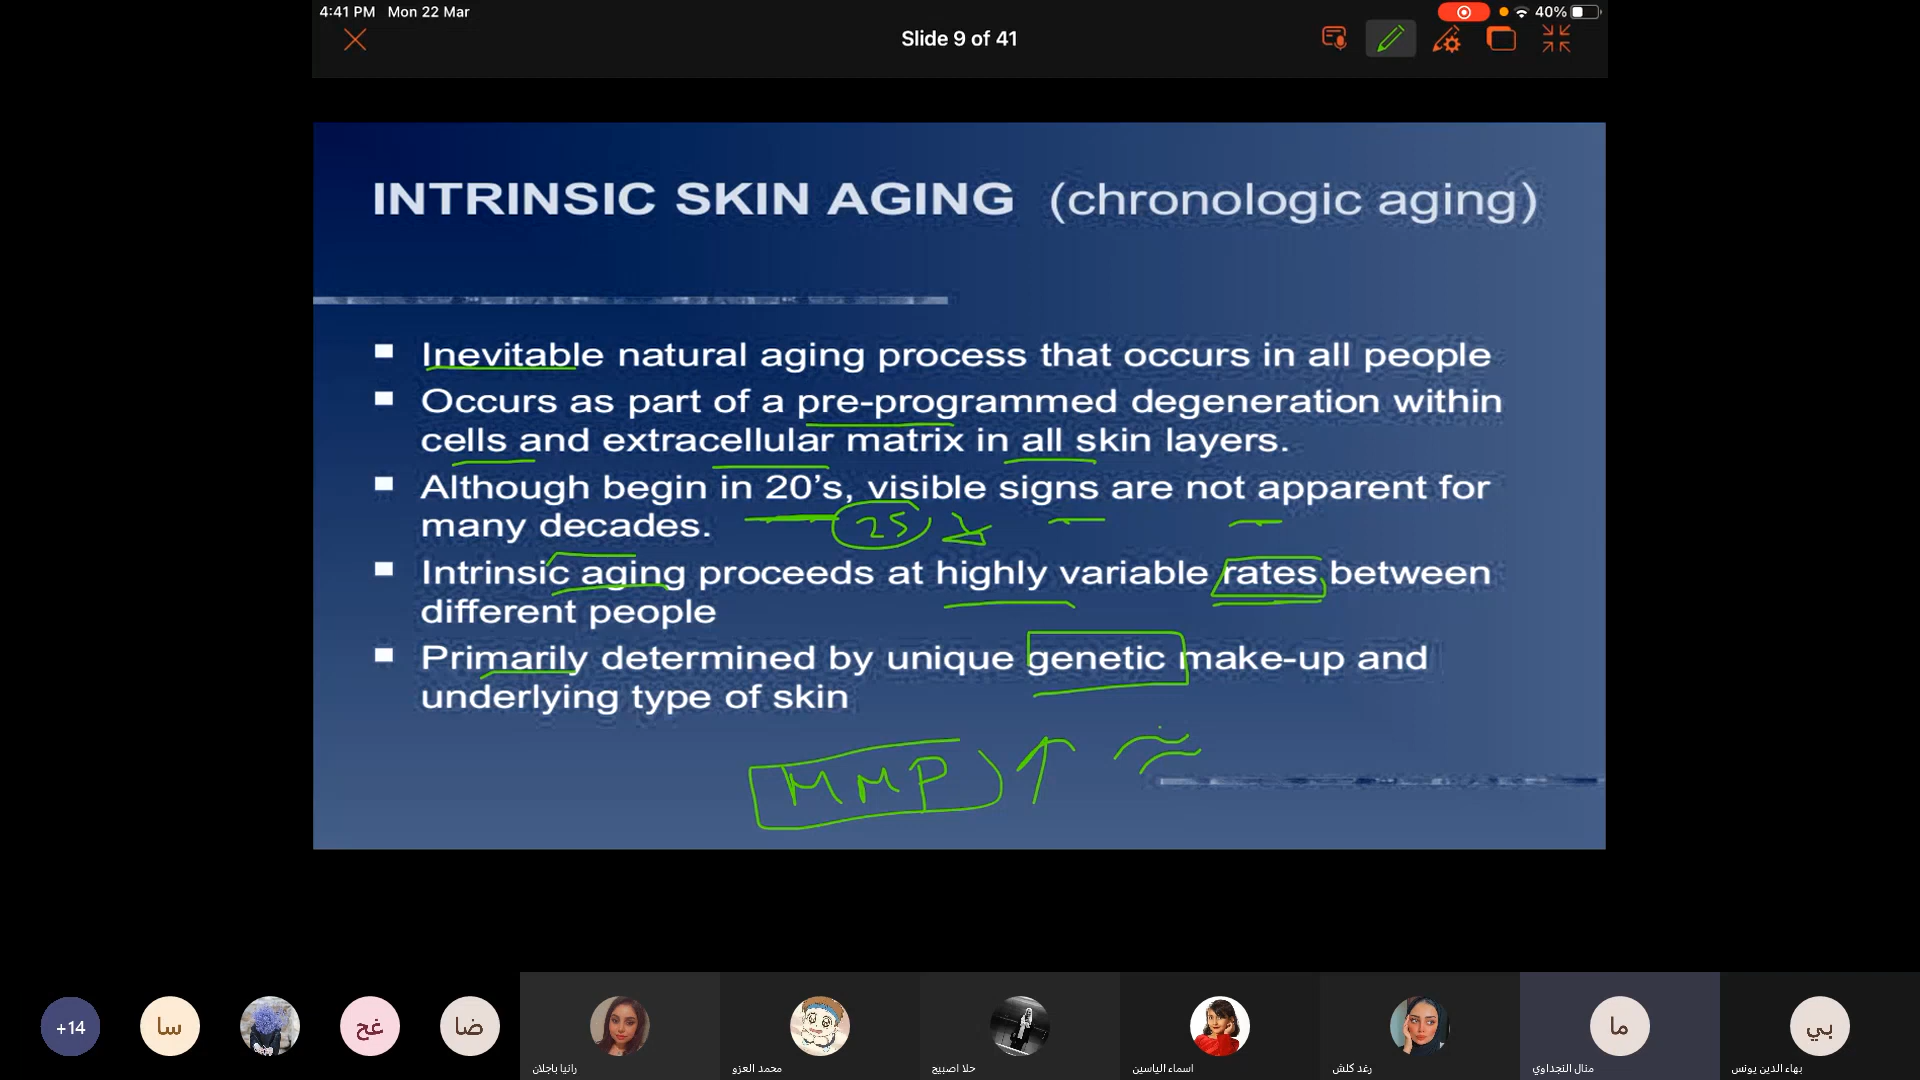 4:41 PM Mon 22 Mar
40%
Slide 9 of 41
INTRINSIC SKIN AGING (chronologic aging)
Inevitable natural aging process that occurs in all people
Occurs as part of a pre-programmed degeneration within
cells and extracellular matrix in all skin layers.
Although begin in 20's, visible signs are not apparent for
many decades.
25
Intrinsic aging proceeds at highly variable rates between
different people
Primarily determined by unique genetic make-up and
underlying type of skin
MMP
+14
سا
غح
ضا
ما
بي
رانيا باجلان
محمد العزو
حلا اصبيح
اسماء الياسين
رغد كلش
منال النجداوي
بهاء الدين يونس